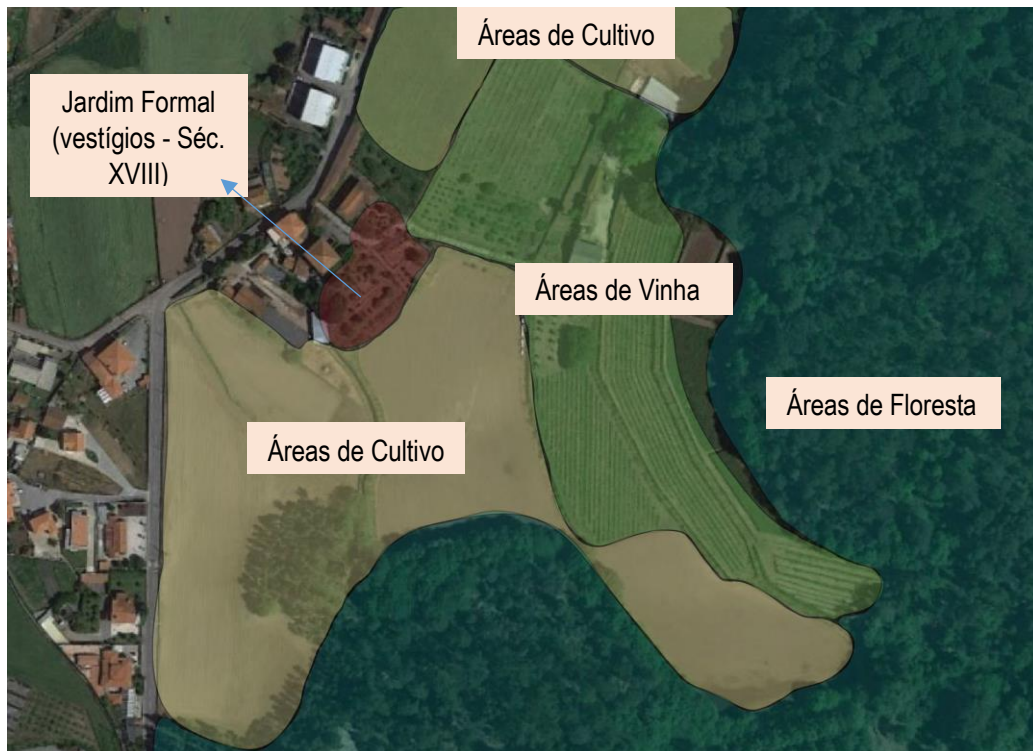 Áreas de Cultivo
Jardim Formal
(vestígios - Séc.
XVIII)
Áreas de Vinha
Áreas de Floresta
Áreas de Cultivo